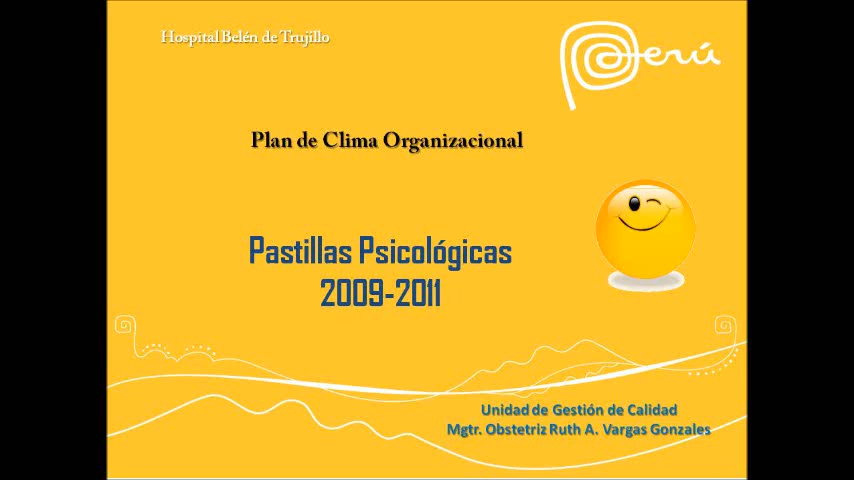 Hospital Belén de Trujillo
Perú
Plan de Clima Organizacional
Pastillas Psicológicas
2009-2011
Unidad de Gestión de Calidad
Mgtr. Obstetriz Ruth A. Vargas Gonzales